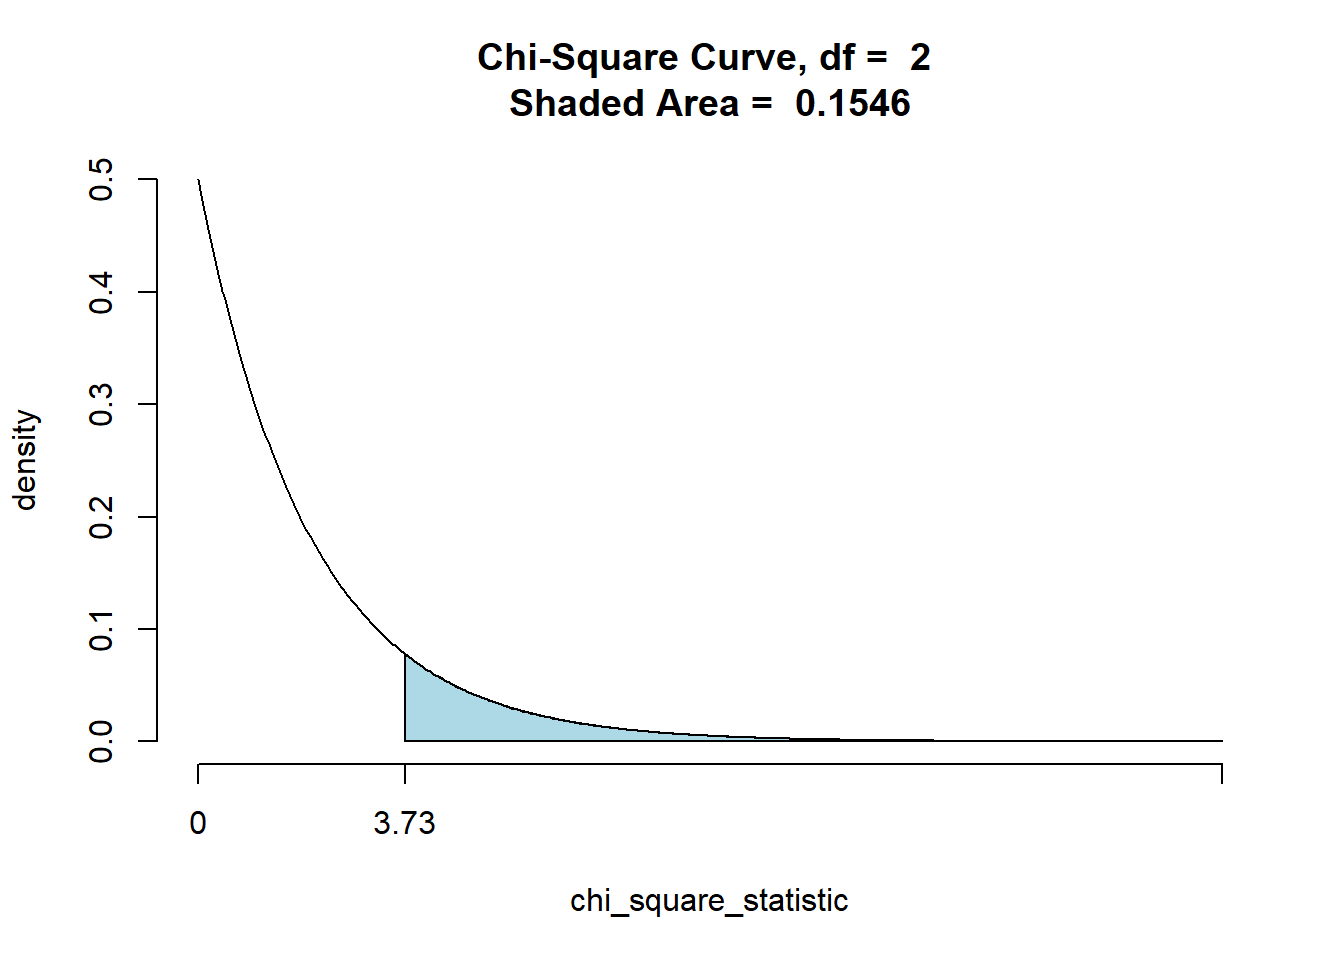 Chi-Square Curve, df =  2
Shaded Area =  0.1546
0.5
0.4
0.3
0.2
0.1
0.0
density
0
3.73
chi_square_statistic